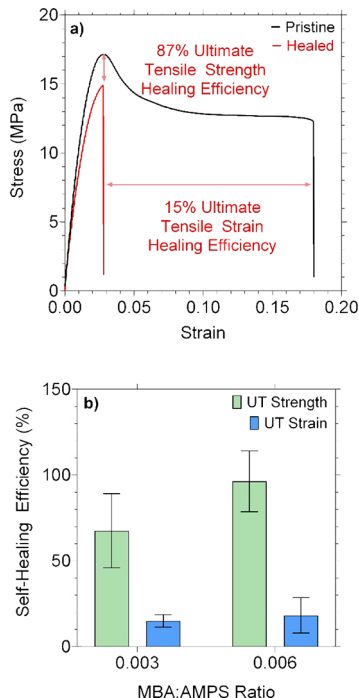 a)
Pristine
Healed
87% Ultimate
Tensile Strength
Healing Efficiency
15% Ultimate
Tensile Strain
Healing Efficiency
Stress (MPa)
20
15
10
5
0
0.00
0.05
0.10
0.15
0.20
Strain
b)
UT Strength
UT Strain
Self-Healing Efficiency (%)
150
100
50
0
0.003
0.006
MBA:AMPS Ratio